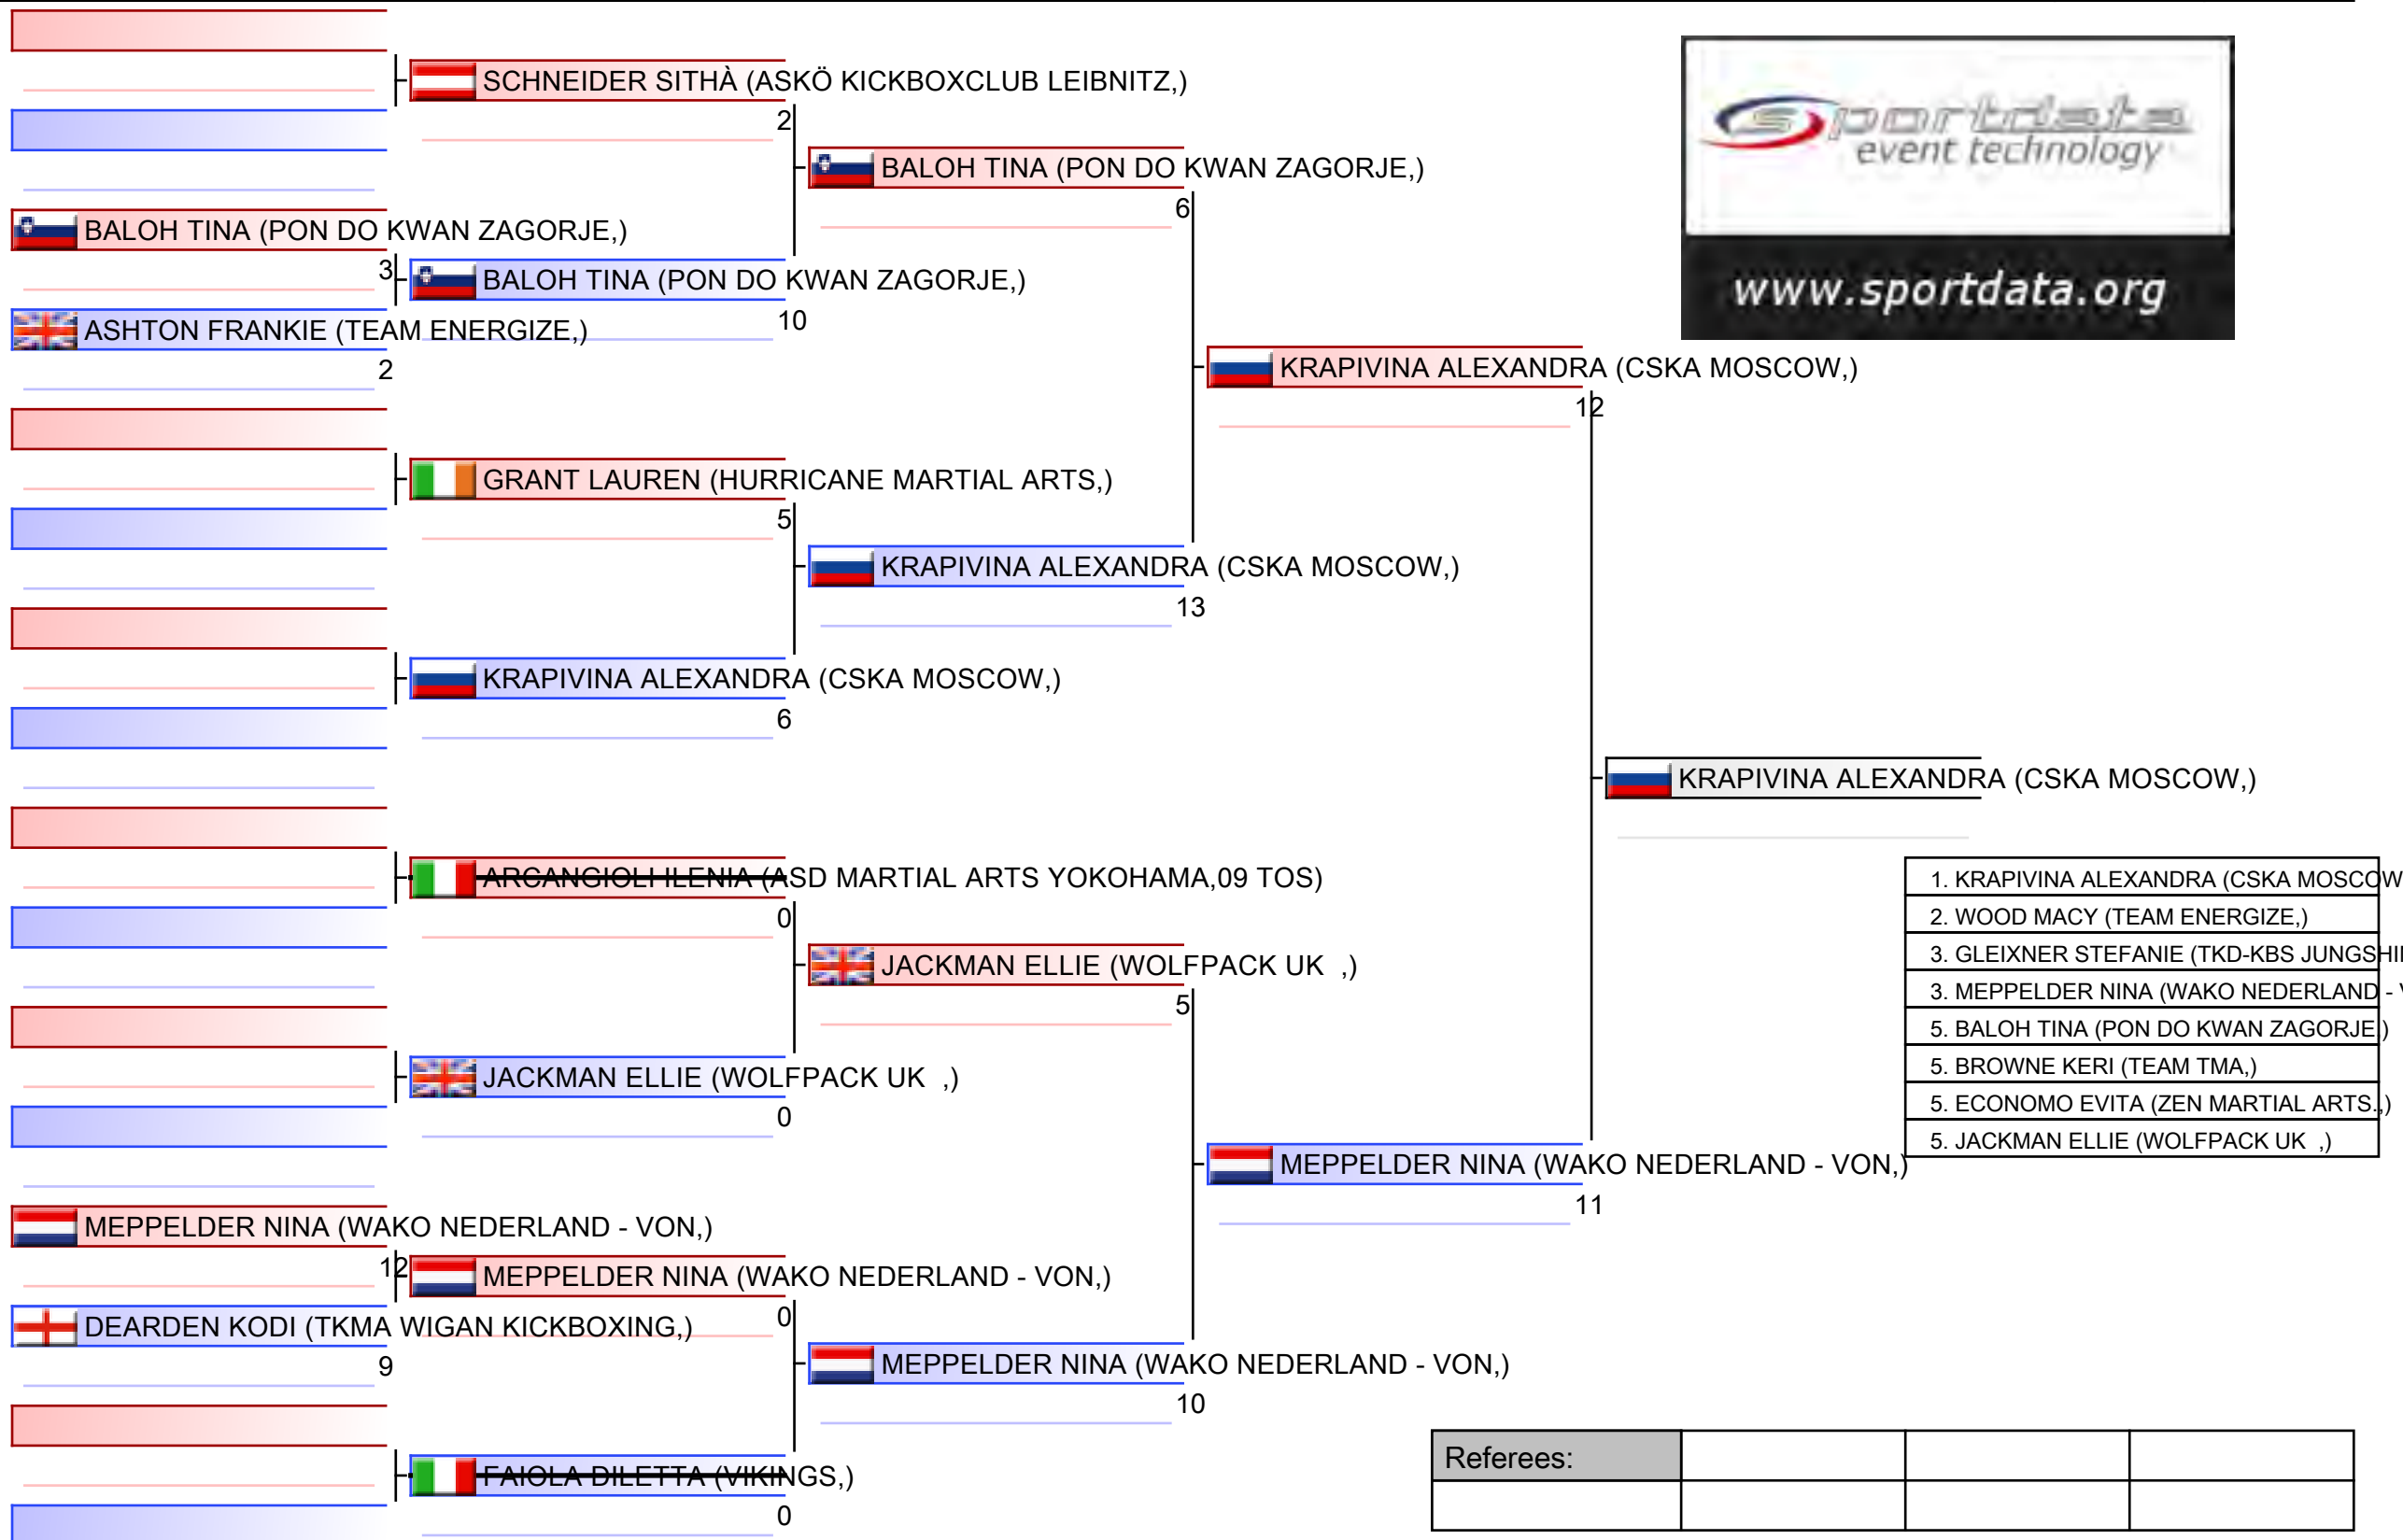 SCHNEIDER SITHÀ (ASKÖ KICKBOXCLUB LEIBNITZ,)
2
sportdata
event technology
www.sportdata.org
BALOH TINA (PON DO KWAN ZAGORJE,)
6
BALOH TINA (PON DO KWAN ZAGORJE,)
3
BALOH TINA (PON DO KWAN ZAGORJE,)
10
ASHTON FRANKIE (TEAM ENERGIZE,)
2
KRAPIVINA ALEXANDRA (CSKA MOSCOW,)
12
GRANT LAUREN (HURRICANE MARTIAL ARTS,)
5
KRAPIVINA ALEXANDRA (CSKA MOSCOW,)
13
KRAPIVINA ALEXANDRA (CSKA MOSCOW,)
6
KRAPIVINA ALEXANDRA (CSKA MOSCOW,)
ARCANGIOLI ILENIA (ASD MARTIAL ARTS YOKOHAMA,09 TOS)
0
1. KRAPIVINA ALEXANDRA (CSKA MOSCOW
2. WOOD MACY (TEAM ENERGIZE,)
3. GLEIXNER STEFANIE (TKD-KBS JUNGSHI
3. MEPPELDER NINA (WAKO NEDERLAND -
5. BALOH TINA (PON DO KWAN ZAGORJE,)
5. BROWNE KERI (TEAM TMA,)
5. ECONOMO EVITA (ZEN MARTIAL ARTS.,)
5. JACKMAN ELLIE (WOLFPACK UK ,)
JACKMAN ELLIE (WOLFPACK UK ,)
5
JACKMAN ELLIE (WOLFPACK UK ,)
0
MEPPELDER NINA (WAKO NEDERLAND - VON,)
11
MEPPELDER NINA (WAKO NEDERLAND - VON,)
12
MEPPELDER NINA (WAKO NEDERLAND - VON,)
0
DEARDEN KODI (TKMA WIGAN KICKBOXING,)
9
MEPPELDER NINA (WAKO NEDERLAND - VON,)
10
Referees:
FAIOLA DILETTA (VIKINGS,)
0